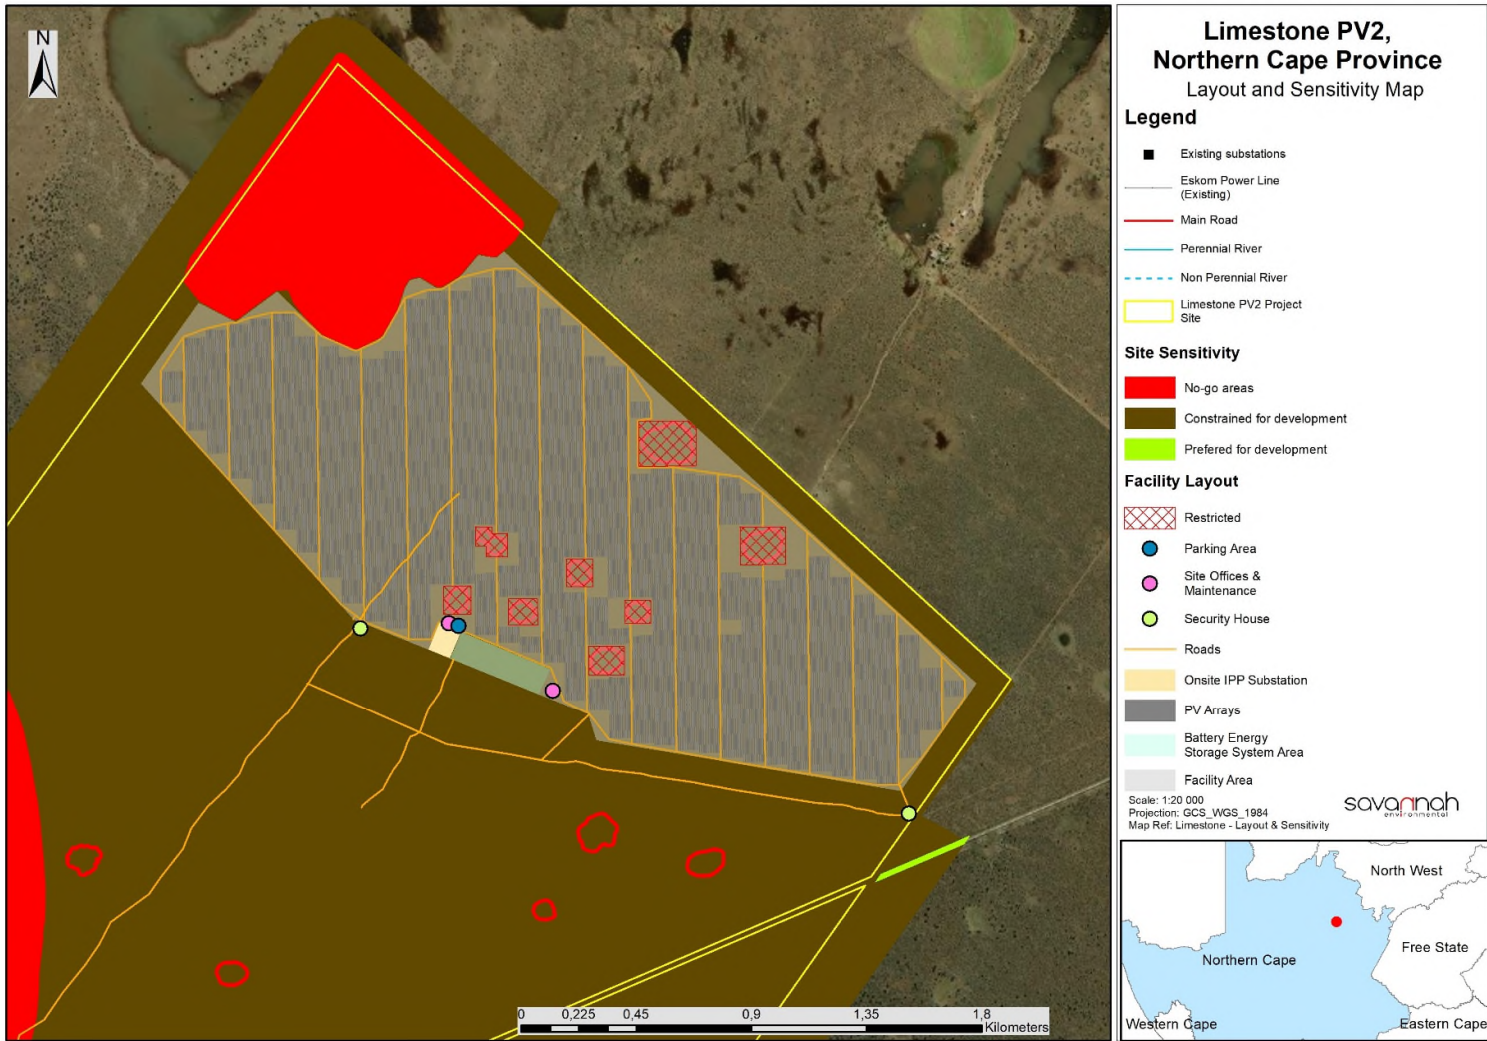 N
Limestone PV2,
Northern Cape Province
Layout and Sensitivity Map
Legend
Existing substations
Eskom Power Line
(Existing)
Main Road
Perennial River
Non Perennial River
Limestone PV2 Project
Site
Site Sensitivity
No-go areas
Constrained for development
Prefered for development
Facility Layout
Restricted
Parking Area
Site Offices &
Maintenance
Security House
Roads
Onsite IPP Substation
PV Arrays
Battery Energy
Storage System Area
Facility Area
Scale: 1:20 000
Projection: GCS_WGS_1984
Map Ref: Limestone - Layout & Sensitivity
savannah
environmental
North West
Free State
Northern Cape
Western Cape
Eastern Cape
0 0,225 0,45 0,9 1,35 1,8
Kilometers